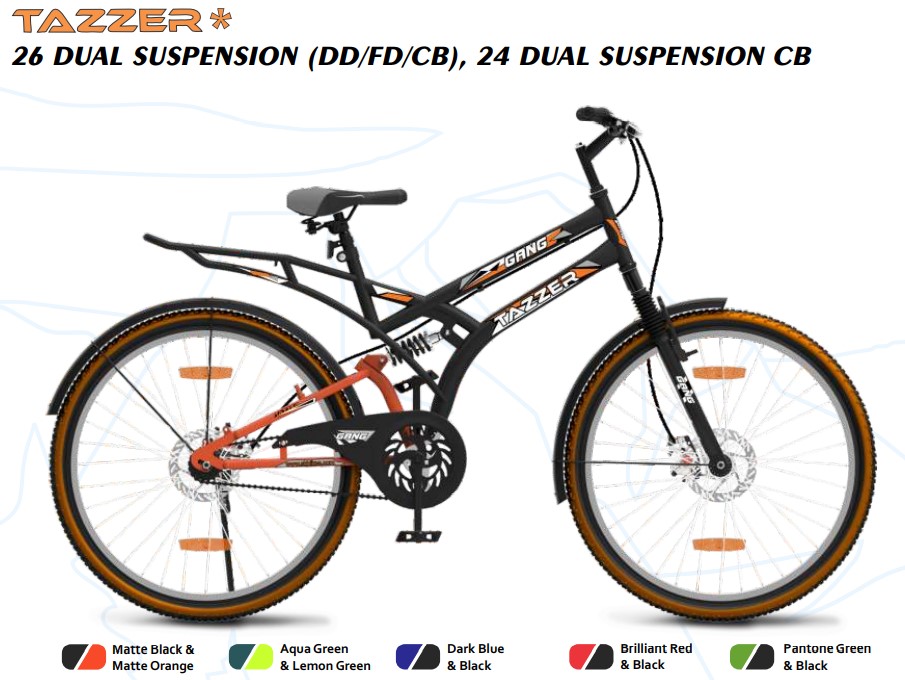 TAZZER*
26 DUAL SUSPENSION (DD/FD/CB), 24 DUAL SUSPENSION CB
GANG
TAZZER
GANG
GANG
Matte Black &
Matte Orange
Aqua Green
& Lemon Green
Dark Blue
& Black
Brilliant Red
& Black
Pantone Green
& Black